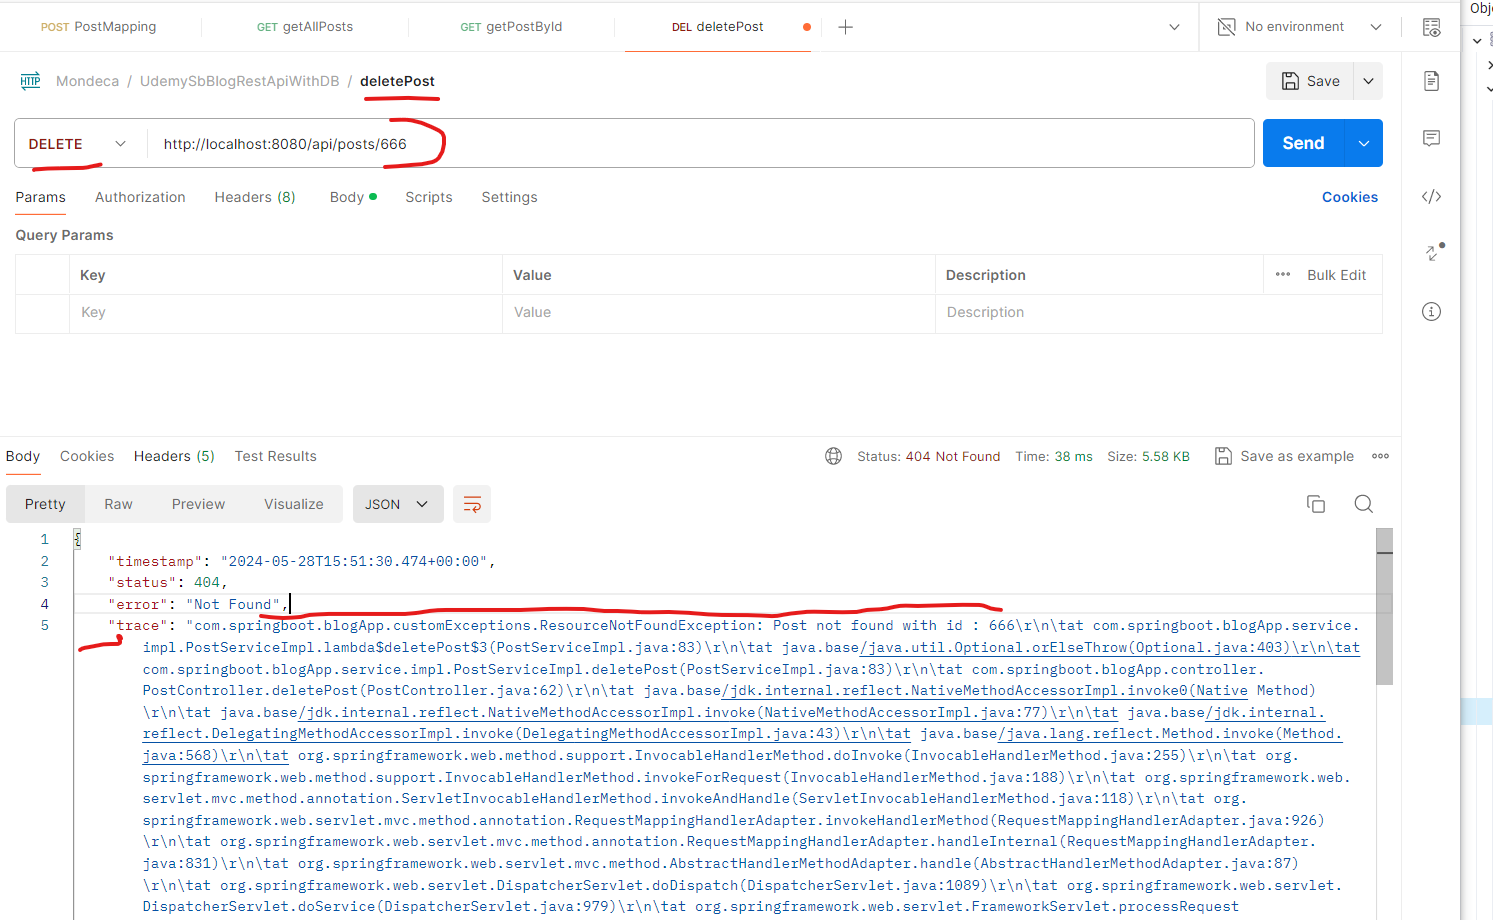 POST PostMapping
GET getAllPosts
GET getPostById
DEL deletePost
No environment
Obj
HTTP Mondeca / UdemySbBlogRestApiWithDB / deletePost
Save
DELETE
http://localhost:8080/api/posts/666
Send
Params Authorization Headers (8) Body Scripts Settings
Cookies
Query Params
Key Value Description ••• Bulk Edit
Key Value Description
Body Cookies Headers (5) Test Results
Status: 404 Not Found Time: 38 ms Size: 5.58 KB Save as example
Pretty Raw Preview Visualize JSON
1 {
2 "timestamp": "2024-05-28T15:51:30.474+00:00",
3 "status": 404,
4 "error": "Not Found",
5 "trace": "com.springboot.blogApp.customExceptions.ResourceNotFoundException: Post not found with id : 666\r\n\tat com.springboot.blogApp.service.
impl.PostServiceImpl.lambda$deletePost$3(PostServiceImpl.java:83)\r\n\tat java.base/java.util.Optional.orElseThrow(Optional.java:403)\r\n\tat
com.springboot.blogApp.service.impl.PostServiceImpl.deletePost(PostServiceImpl.java:83)\r\n\tat com.springboot.blogApp.controller.
PostController.deletePost(PostController.java:62)\r\n\tat java.base/jdk.internal.reflect.NativeMethodAccessorImpl.invoke0(Native Method)
\r\n\tat java.base/jdk.internal.reflect.NativeMethodAccessorImpl.invoke(NativeMethodAccessorImpl.java:77)\r\n\tat java.base/jdk.internal.
reflect.DelegatingMethodAccessorImpl.invoke(DelegatingMethodAccessorImpl.java:43)\r\n\tat java.base/java.lang.reflect.Method.invoke(Method.
java:568)\r\n\tat org.springframework.web.method.support.InvocableHandlerMethod.doInvoke(InvocableHandlerMethod.java:255)\r\n\tat org.
springframework.web.method.support.InvocableHandlerMethod.invokeForRequest(InvocableHandlerMethod.java:188)\r\n\tat org.springframework.web.
servlet.mvc.method.annotation.ServletInvocableHandlerMethod.invokeAndHandle(ServletInvocableHandlerMethod.java:118)\r\n\tat org.
springframework.web.servlet.mvc.method.annotation.RequestMappingHandlerAdapter.invokeHandlerMethod(RequestMappingHandlerAdapter.java:926)
\r\n\tat org.springframework.web.servlet.mvc.method.annotation.RequestMappingHandlerAdapter.handleInternal(RequestMappingHandlerAdapter.
java:831)\r\n\tat org.springframework.web.servlet.mvc.method.AbstractHandlerMethodAdapter.handle(AbstractHandlerMethodAdapter.java:87)
\r\n\tat org.springframework.web.servlet.DispatcherServlet.doDispatch(DispatcherServlet.java:1089)\r\n\tat org.springframework.web.servlet.
DispatcherServlet.doService(DispatcherServlet.java:979)\r\n\tat org.springframework.web.servlet.FrameworkServlet.processRequest